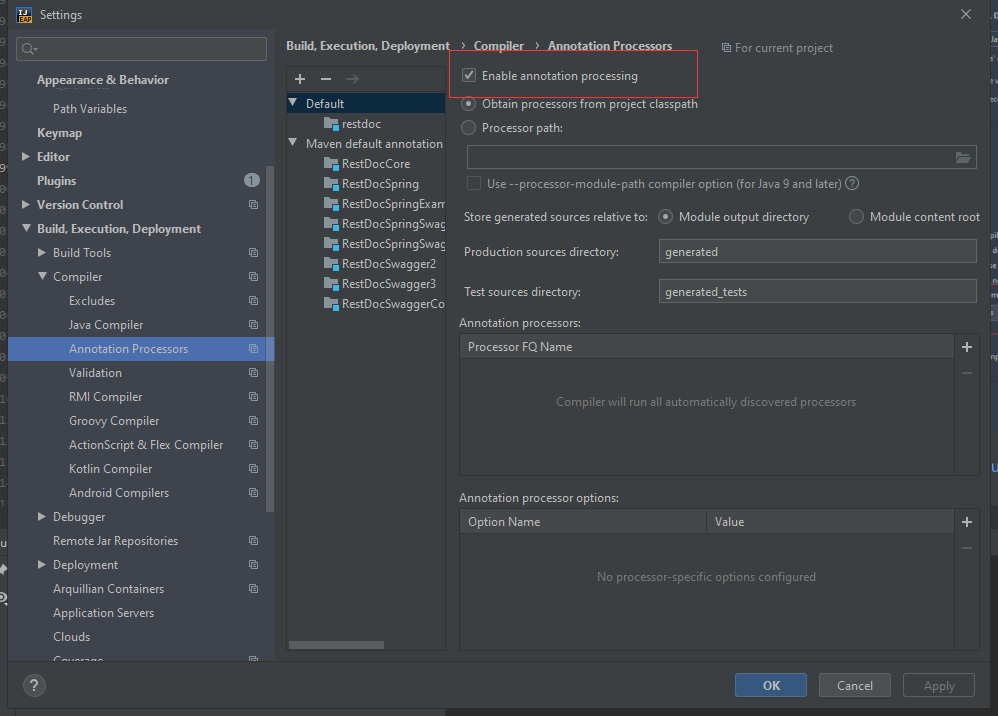 Settings
Build, Execution, Deployment › Compiler › Annotation Processors
For current project
Appearance & Behavior
Path Variables
Keymap
Editor
Plugins
1
Version Control
Build, Execution, Deployment
Build Tools
Compiler
Excludes
Java Compiler
Annotation Processors
Validation
RMI Compiler
Groovy Compiler
ActionScript & Flex Compiler
Kotlin Compiler
Android Compilers
Debugger
Remote Jar Repositories
Deployment
Arquillian Containers
Application Servers
Clouds
Coverage
Default
restdoc
Maven default annotation
RestDocCore
RestDocSpring
RestDocSpringExam
RestDocSpringSwag
RestDocSpringSwag
RestDocSwagger2
RestDocSwagger3
RestDocSwaggerCo
Enable annotation processing
Obtain processors from project classpath
Processor path:
Use --processor-module-path compiler option (for Java 9 and later) ?
Store generated sources relative to: Module output directory Module content root
Production sources directory: generated
Test sources directory: generated_tests
Annotation processors:
Processor FQ Name
Compiler will run all automatically discovered processors
Annotation processor options:
Option Name Value
No processor-specific options configured
?
OK Cancel Apply